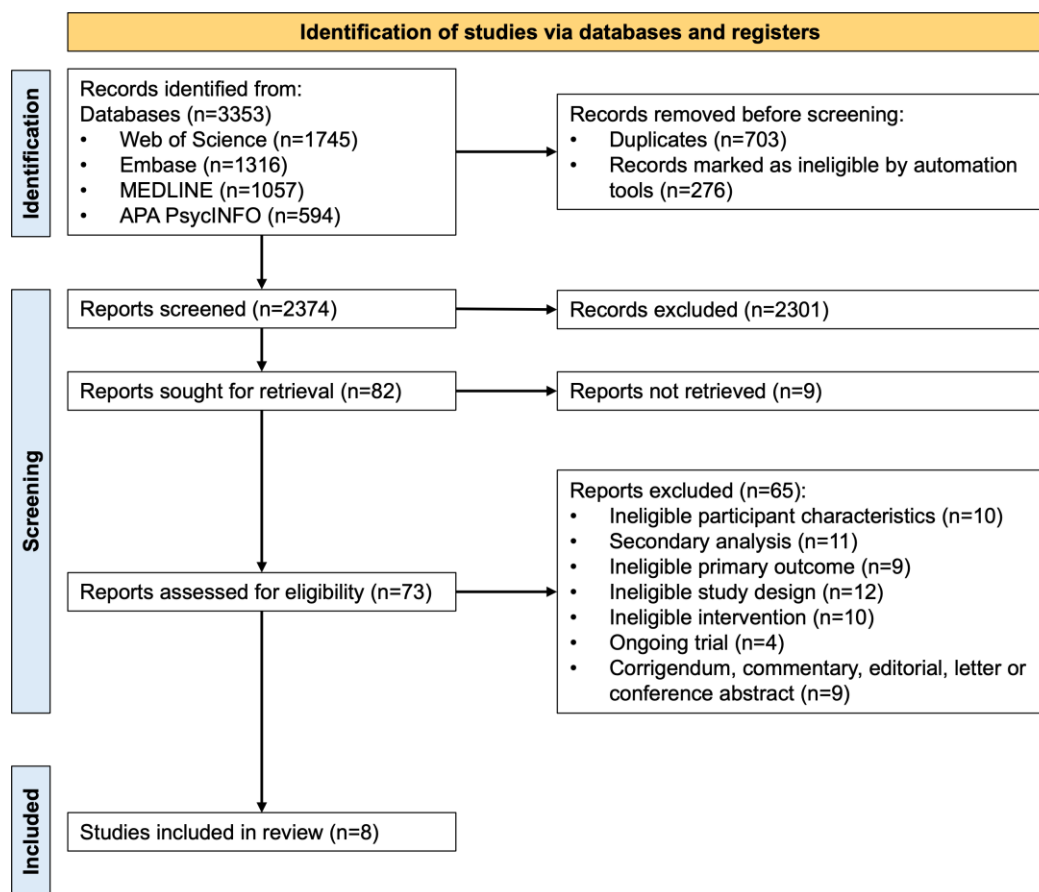 Identification of studies via databases and registers
Identification
Records identified from:
Databases (n=3353)
• Web of Science (n=1745)
• Embase (n=1316)
• MEDLINE (n=1057)
• APA PsycINFO (n=594)
Records removed before screening:
• Duplicates (n=703)
• Records marked as ineligible by automation
tools (n=276)
Screening
Reports screened (n=2374)
Records excluded (n=2301)
Reports sought for retrieval (n=82)
Reports not retrieved (n=9)
Reports assessed for eligibility (n=73)
Reports excluded (n=65):
• Ineligible participant characteristics (n=10)
• Secondary analysis (n=11)
• Ineligible primary outcome (n=9)
• Ineligible study design (n=12)
• Ineligible intervention (n=10)
• Ongoing trial (n=4)
• Corrigendum, commentary, editorial, letter or
conference abstract (n=9)
Included
Studies included in review (n=8)